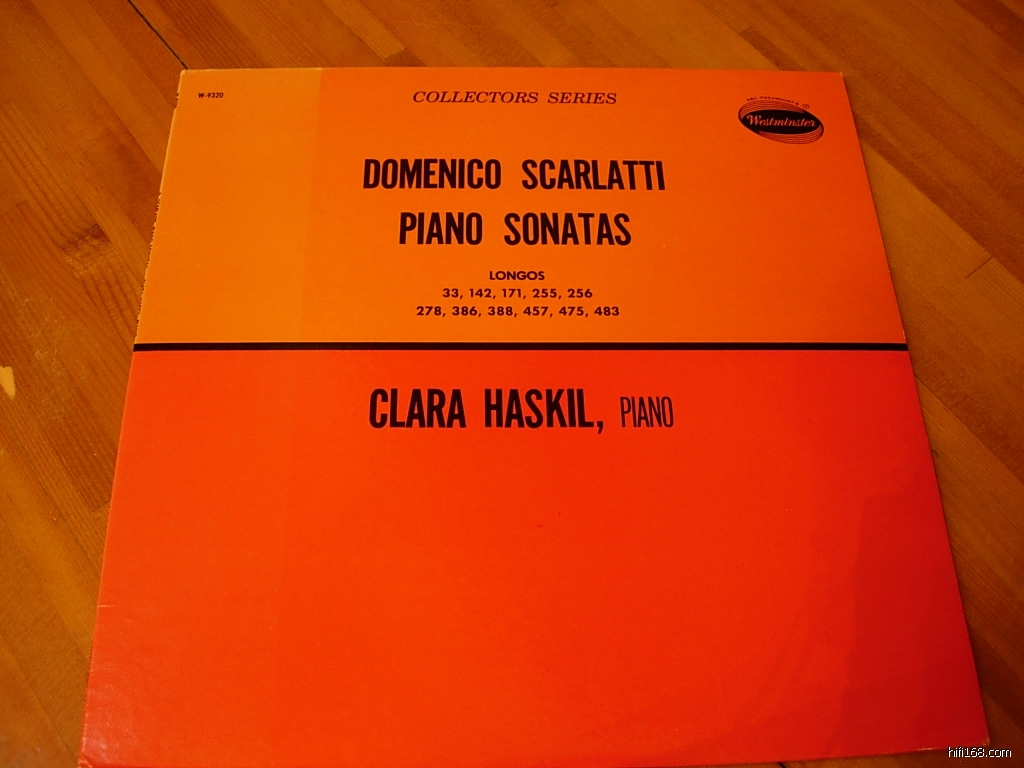 W-9320
COLLECTORS SERIES
Westminster
DOMENICO SCARLATTI
PIANO SONATAS
LONGOS
33, 142, 171, 255, 256
278, 386, 388, 457, 475, 483
CLARA HASKIL, PIANO
hifi168.com